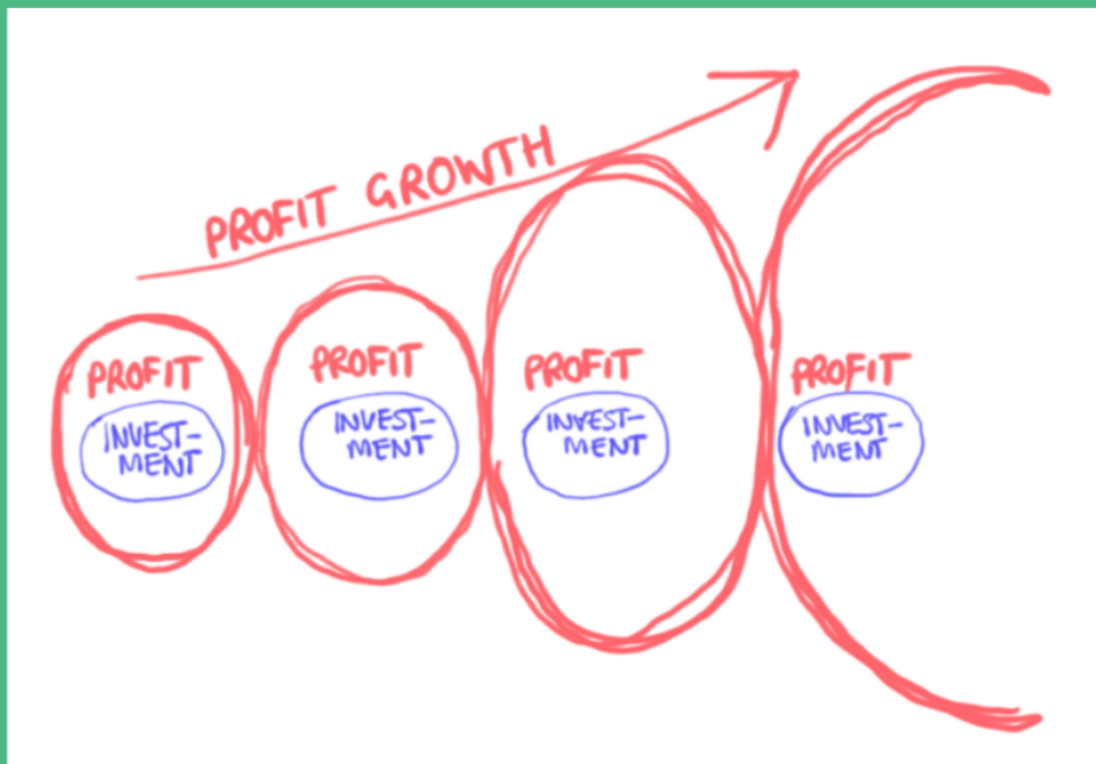 PROFIT GROWTH
PROFIT
INVEST-
MENT
PROFIT
INVEST-
MENT
PROFIT
INVEST-
MENT
PROFIT
INVEST-
MENT